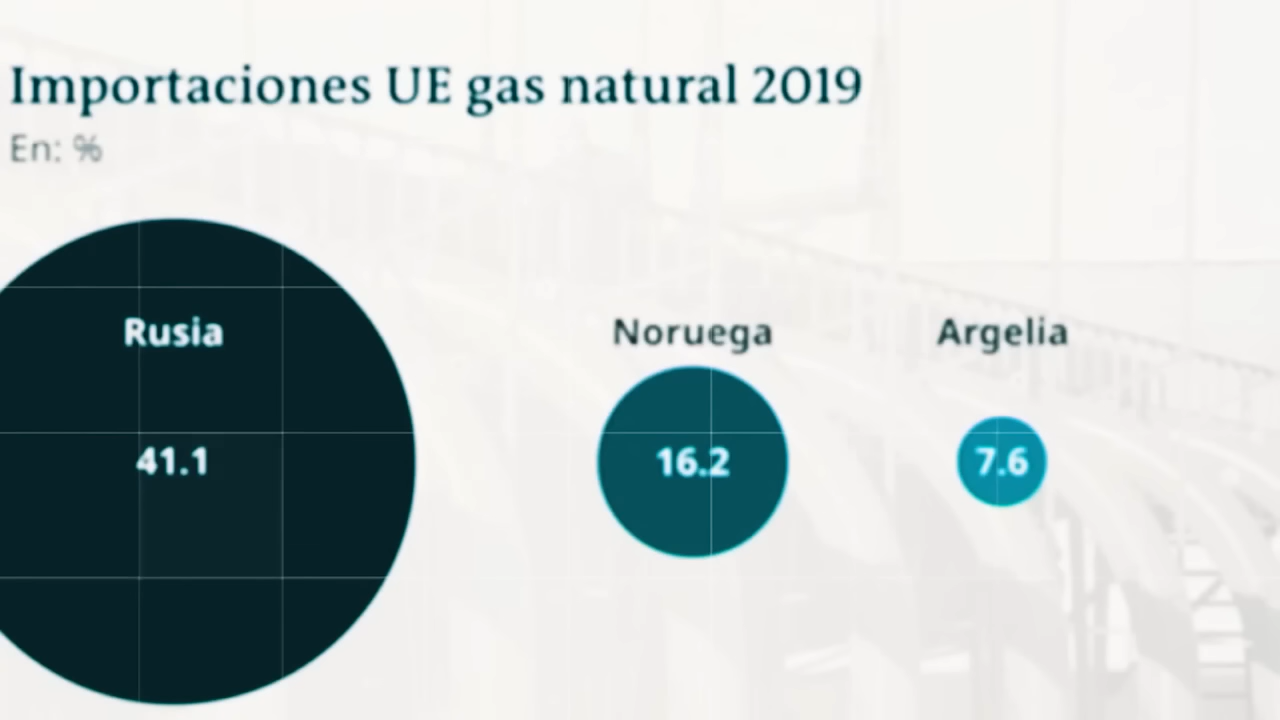 Importaciones UE gas natural 2019
En: %
Rusia
Noruega
Argelia
41.1
16.2
7.6